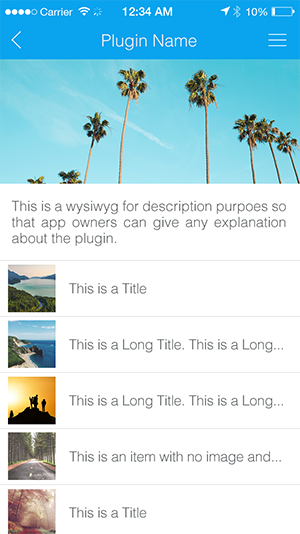 Carrier 12:34 AM 10%
Plugin Name
This is a wysiwyg for description purpoes so
that app owners can give any explanation
about the plugin.
This is a Title
This is a Long Title. This is a Long...
This is a Long Title. This is a Long...
This is an item with no image and...
This is a Title